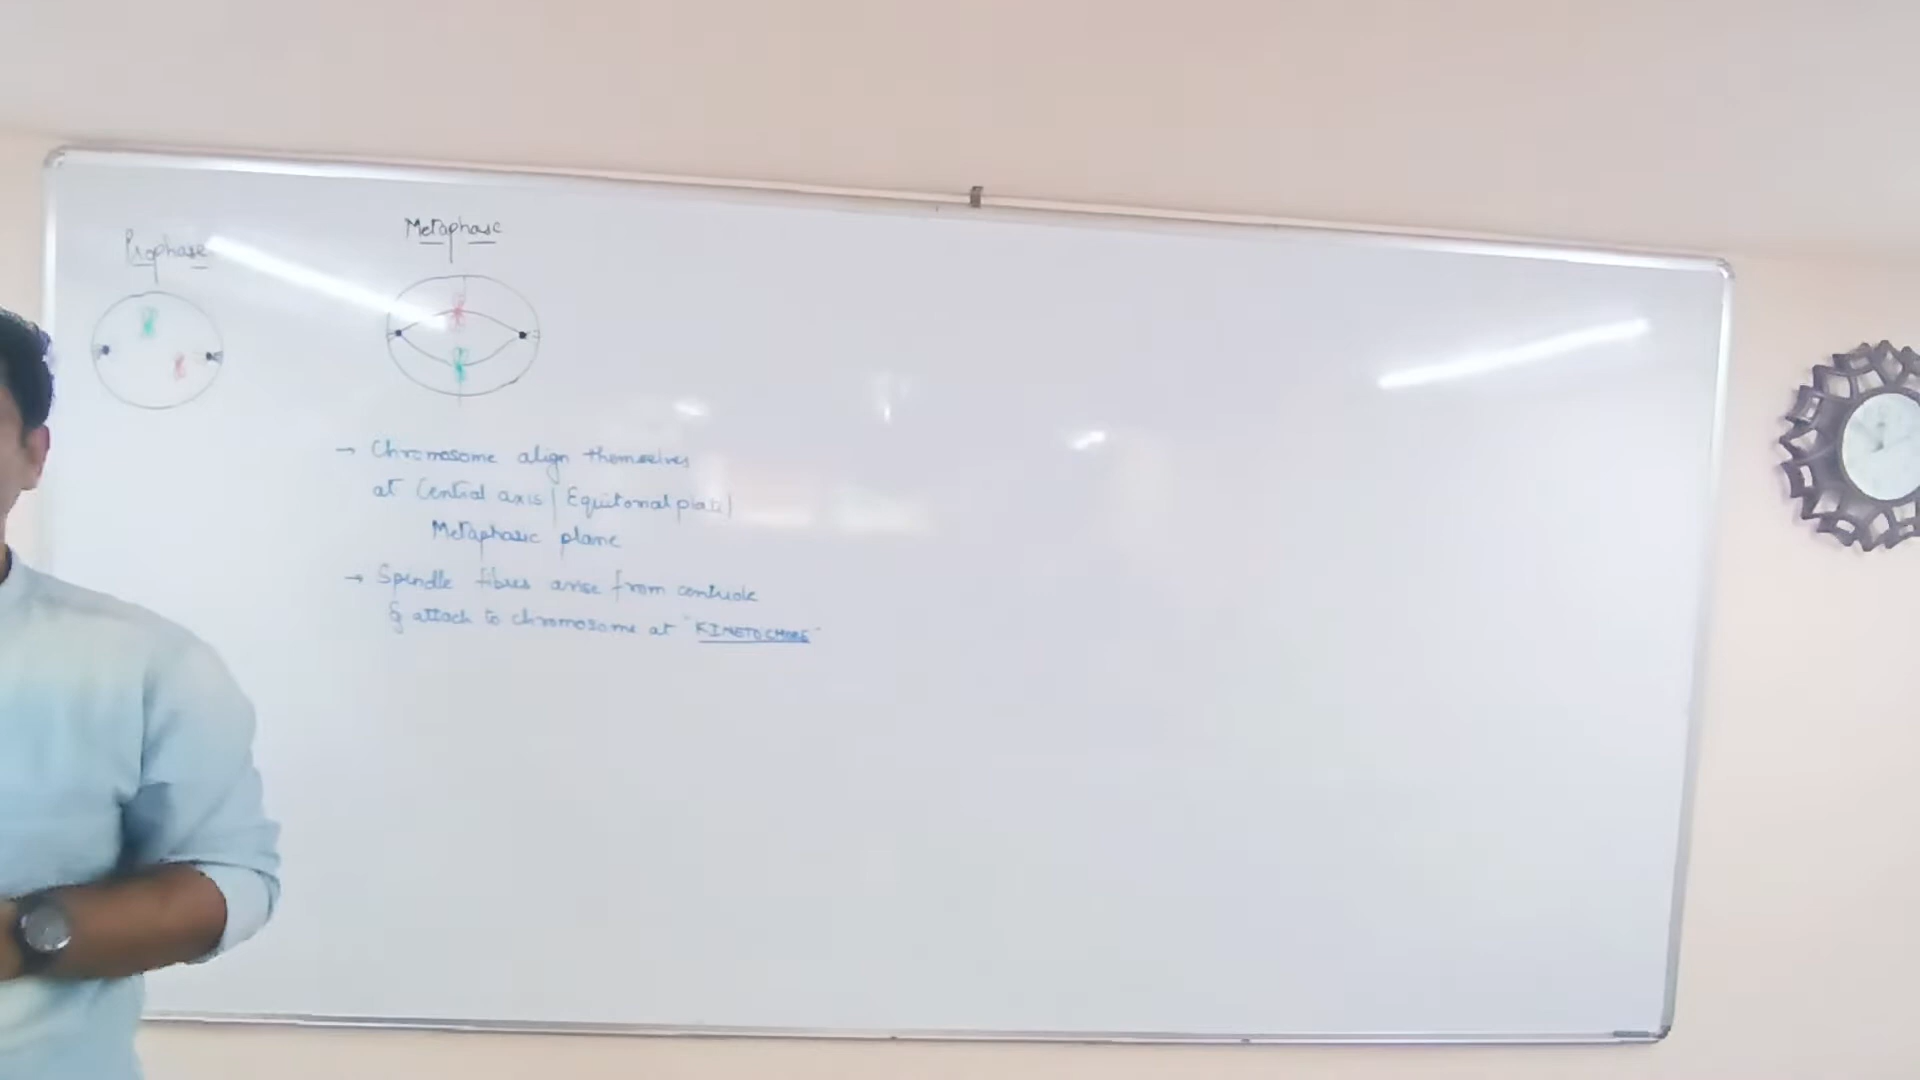 Prophase
Metaphase
→ Chromosome align themselves
at Central axis | Equitorial plate |
Metaphasic plane
→ Spindle fibres arise from centriole
& attach to chromosome at "KINETOCHORE"